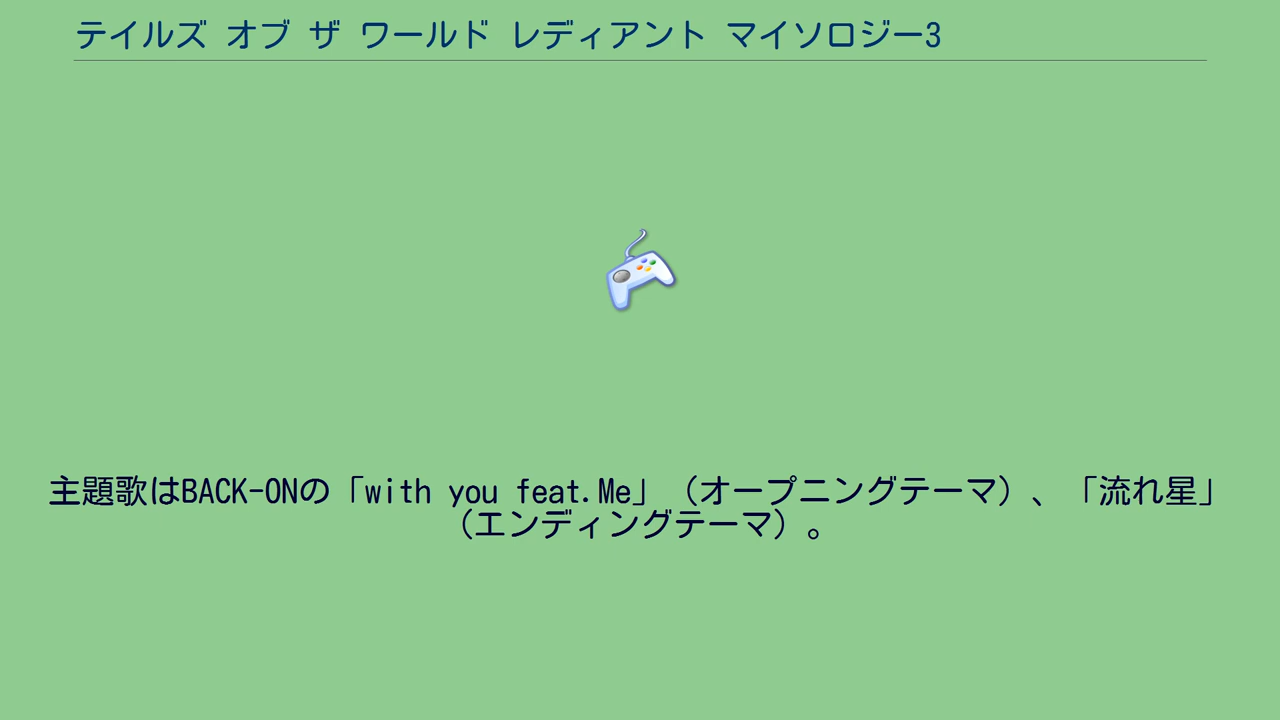 テイルズ オブ ザ ワールド レディアント マイソロジー3
主題歌はBACK-ONの「with you feat.Me」（オープニングテーマ）、「流れ星」
（エンディングテーマ）。